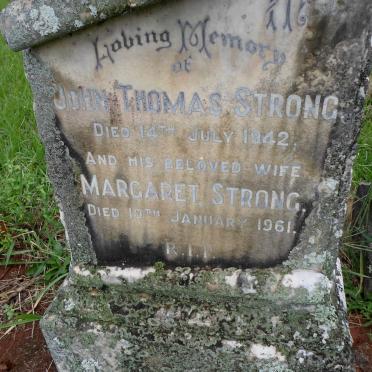 In
Loving Memory
of
JOHN THOMAS STRONG.
DIED 14TH JULY 1942,
AND HIS BELOVED WIFE
MARGARET STRONG,
DIED 10TH JANUARY 1961.
R.I.P.